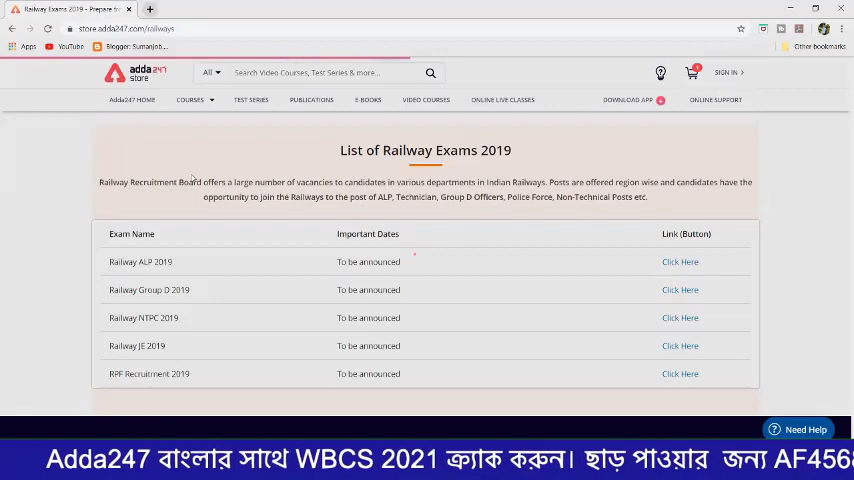 Railway Exams 2019 - Prepare fr
store.adda247.com/railways
Apps YouTube Blogger: Sumanjob.... Other bookmarks
adda247 store All Search Video Courses, Test Series & more... 1 SIGN IN
Adda247 HOME COURSES TEST SERIES PUBLICATIONS E-BOOKS VIDEO COURSES ONLINE LIVE CLASSES DOWNLOAD APP ONLINE SUPPORT
List of Railway Exams 2019
Railway Recruitment Board offers a large number of vacancies to candidates in various departments in Indian Railways. Posts are offered region wise and candidates have the
opportunity to join the Railways to the post of ALP, Technician, Group D Officers, Police Force, Non-Technical Posts etc.
Exam Name Important Dates Link (Button)
Railway ALP 2019 To be announced Click Here
Railway Group D 2019 To be announced Click Here
Railway NTPC 2019 To be announced Click Here
Railway JE 2019 To be announced Click Here
RPF Recruitment 2019 To be announced Click Here
Need Help
Adda247 বাংলার সাথে WBCS 2021 ক্র্যাক করুন। ছাড় পাওয়ার জন্য AF456